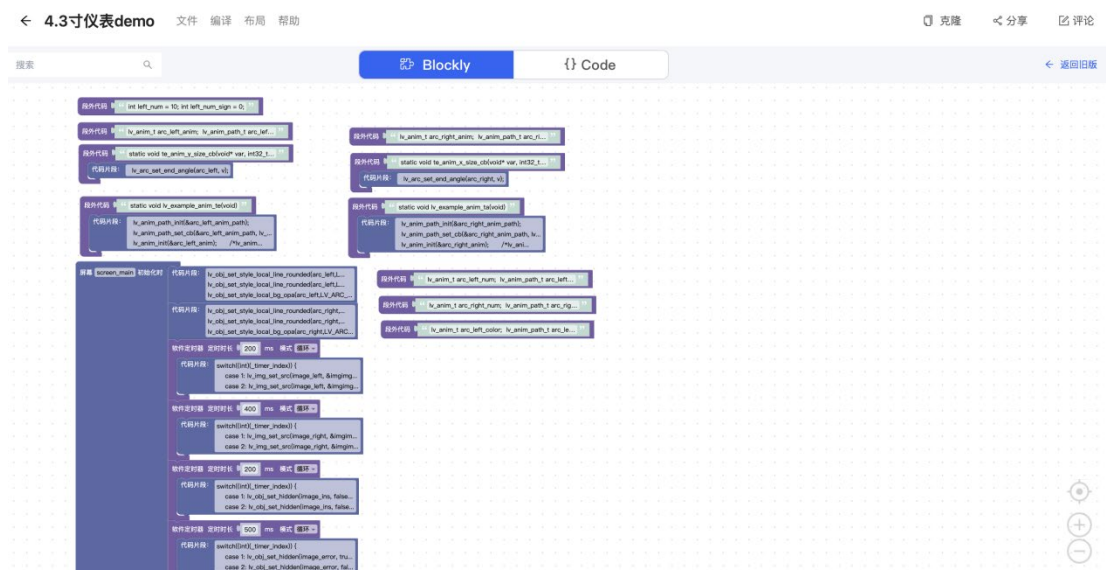 ← 4.3寸仪表demo 文件 编译 布局 帮助 克隆 分享 评论
搜索 Blockly {} Code ← 返回旧版
段外代码 “ int left_num = 10; int left_num_sign = 0; ”
段外代码 “ lv_anim_t arc_left_anim; lv_anim_path_t arc_lef... ”
段外代码 “ static void te_anim_y_size_cb(void* var, int32_t... ”
代码片段: lv_arc_set_end_angle(arc_left, v);
段外代码 “ static void lv_example_anim_te(void) ”
代码片段: lv_anim_path_init(&arc_left_anim_path);
lv_anim_path_set_cb(&arc_left_anim_path, lv_...
lv_anim_init(&arc_left_anim); /*lv_anim...
段外代码 “ lv_anim_t arc_right_anim; lv_anim_path_t arc_ri... ”
段外代码 “ static void te_anim_x_size_cb(void* var, int32_t... ”
代码片段: lv_arc_set_end_angle(arc_right, v);
段外代码 “ static void lv_example_anim_ta(void) ”
代码片段: lv_anim_path_init(&arc_right_anim_path);
lv_anim_path_set_cb(&arc_right_anim_path, lv...
lv_anim_init(&arc_right_anim); /*lv_ani...
屏幕 screen_main 初始化时 代码片段: lv_obj_set_style_local_line_rounded(arc_left,L...
lv_obj_set_style_local_line_rounded(arc_left,L...
lv_obj_set_style_local_bg_opa(arc_left,LV_ARC_...
代码片段: lv_obj_set_style_local_line_rounded(arc_right,...
lv_obj_set_style_local_line_rounded(arc_right,...
lv_obj_set_style_local_bg_opa(arc_right,LV_ARC...
软件定时器 定时时长 200 ms 模式 循环
代码片段: switch((int)(_timer_index)) {
case 1: lv_img_set_src(image_left, &imgimg...
case 2: lv_img_set_src(image_left, &imgimg...
软件定时器 定时时长 400 ms 模式 循环
代码片段: switch((int)(_timer_index)) {
case 1: lv_img_set_src(image_right, &imgim...
case 2: lv_img_set_src(image_right, &imgim...
软件定时器 定时时长 200 ms 模式 循环
代码片段: switch((int)(_timer_index)) {
case 1: lv_obj_set_hidden(image_ins, false...
case 2: lv_obj_set_hidden(image_ins, false...
软件定时器 定时时长 500 ms 模式 循环
代码片段: switch((int)(_timer_index)) {
case 1: lv_obj_set_hidden(image_error, tru...
case 2: lv_obj_set_hidden(image_error, fal...
段外代码 “ lv_anim_t arc_left_num; lv_anim_path_t arc_left... ”
段外代码 “ lv_anim_t arc_right_num; lv_anim_path_t arc_rig... ”
段外代码 “ lv_anim_t arc_left_color; lv_anim_path_t arc_le... ”